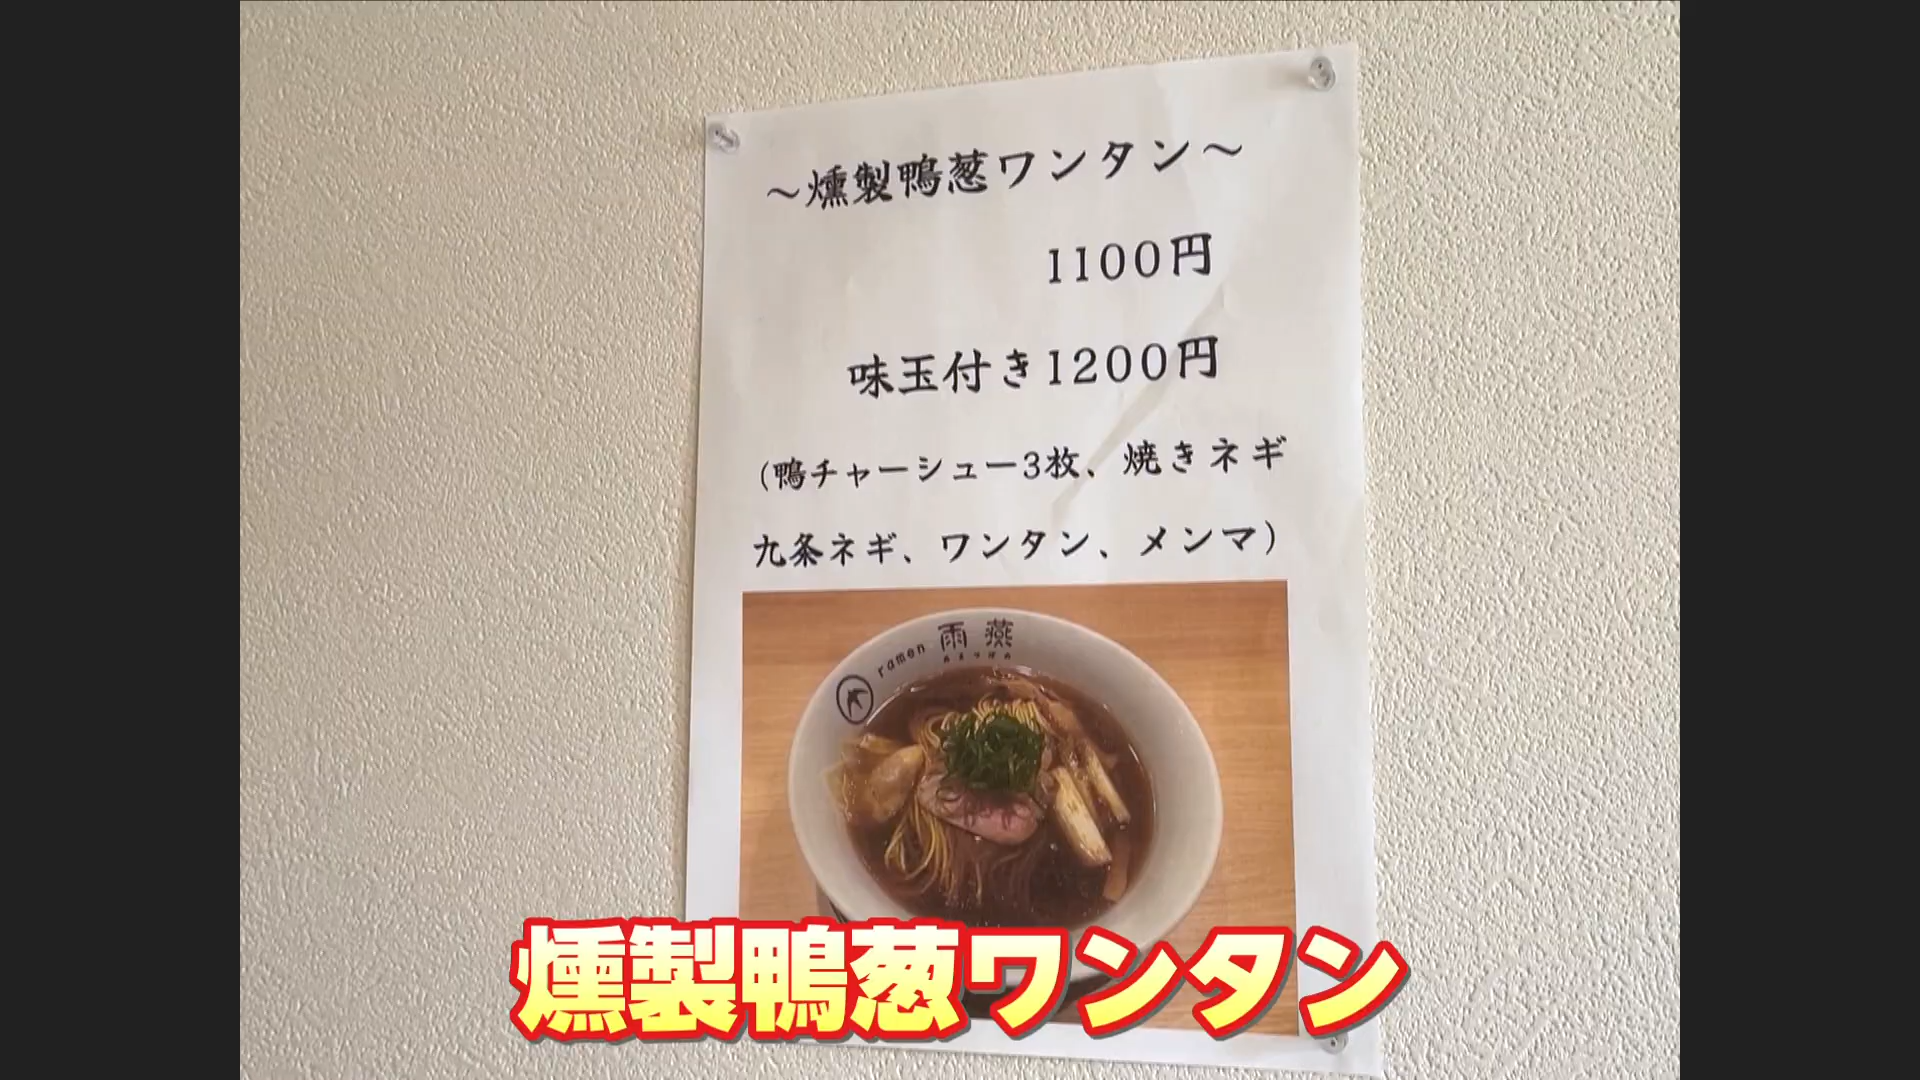 ～燻製鴨葱ワンタン～
1100円
味玉付き1200円
(鴨チャーシュー3枚、焼きネギ
九条ネギ、ワンタン、メンマ)
ramen 雨燕
燻製鴨葱ワンタン